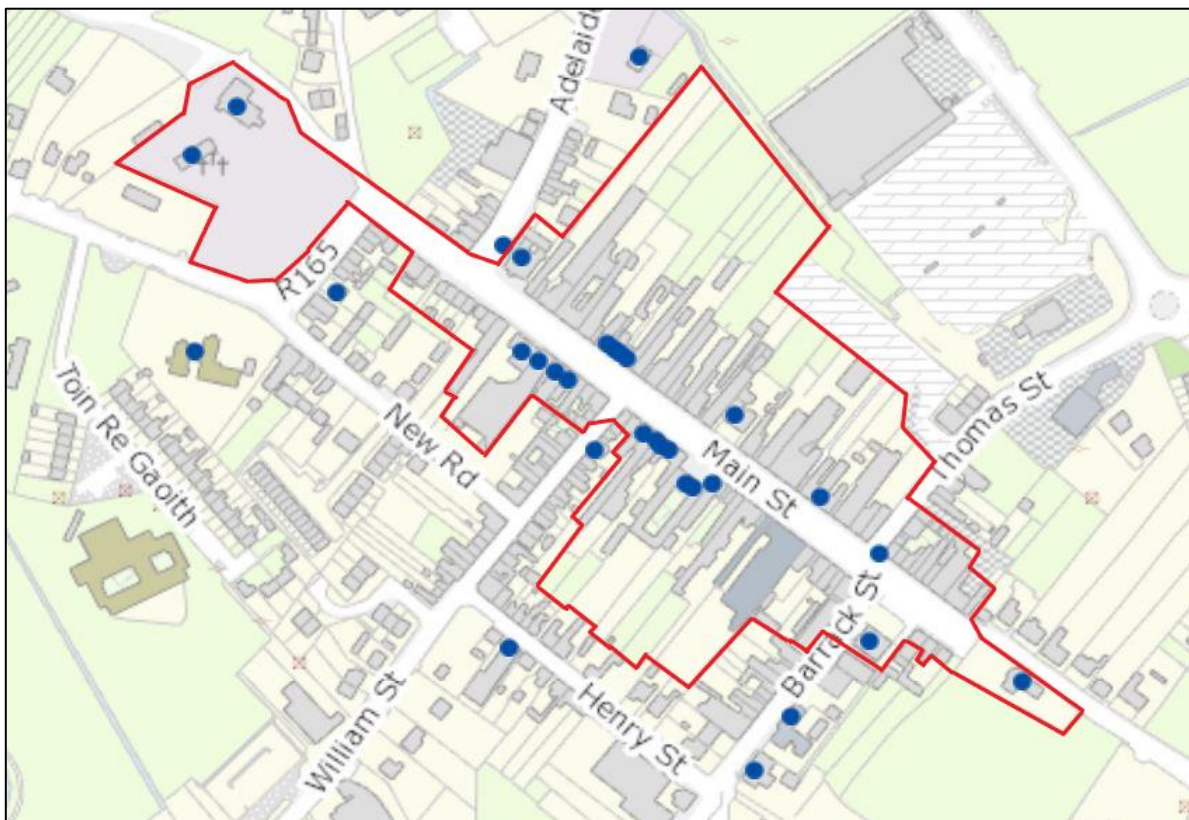 Adelaide
R165
Toin Re Gaoith
New Rd
Main St
Thomas St
Barrack St
William St
Henry St